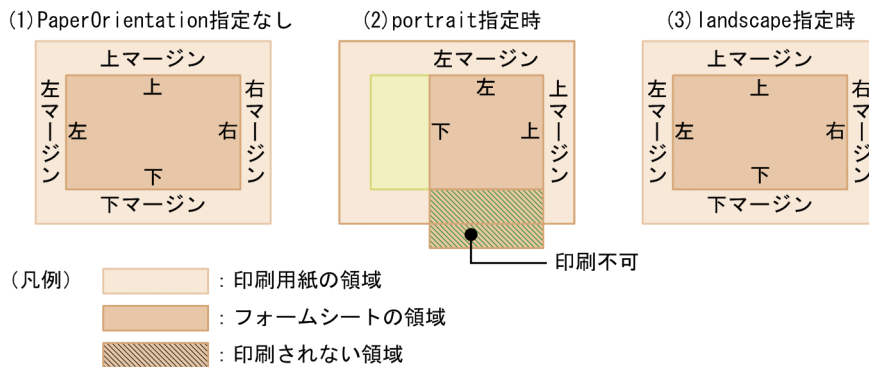 (1)PaperOrientation指定なし
上マージン
左マージン
上
左
右
下
右マージン
下マージン
(2)portrait指定時
左マージン
左
下
上
上マージン
印刷不可
(3)landscape指定時
上マージン
左マージン
上
左
右
下
右マージン
下マージン
(凡例)
：印刷用紙の領域
：フォームシートの領域
：印刷されない領域